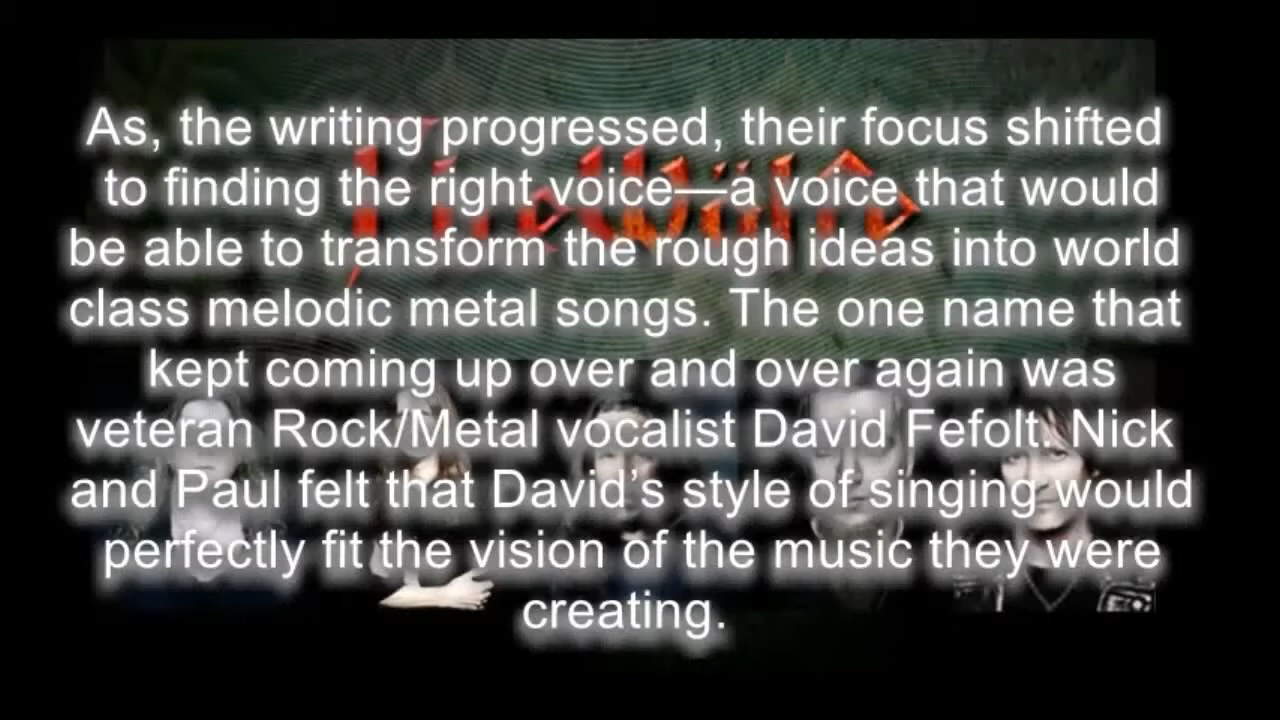 As, the writing progressed, their focus shifted
to finding the right voice—a voice that would
be able to transform the rough ideas into world
class melodic metal songs. The one name that
kept coming up over and over again was
veteran Rock/Metal vocalist David Fefolt. Nick
and Paul felt that David’s style of singing would
perfectly fit the vision of the music they were
creating.